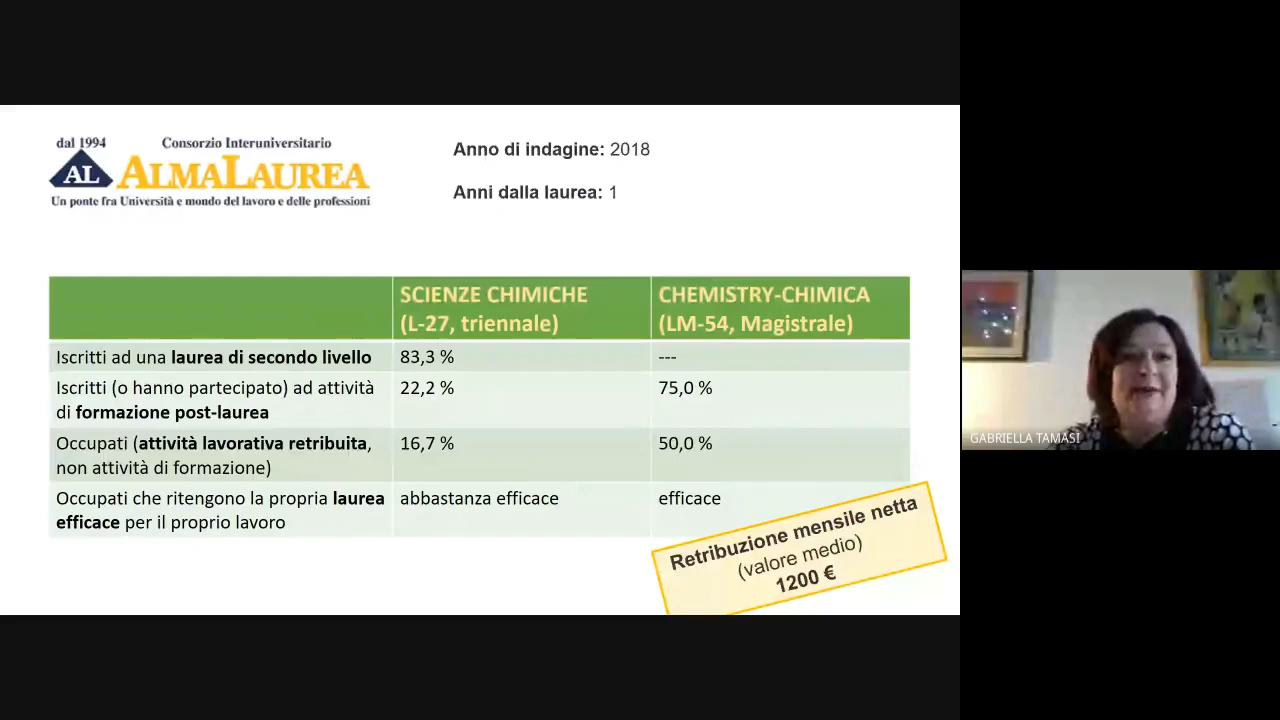 dal 1994
Consorzio Interuniversitario
AL
ALMALAUREA
Un ponte fra Università e mondo del lavoro e delle professioni
Anno di indagine: 2018
Anni dalla laurea: 1
SCIENZE CHIMICHE
(L-27, triennale)
CHEMISTRY-CHIMICA
(LM-54, Magistrale)
Iscritti ad una laurea di secondo livello
83,3 %
---
Iscritti (o hanno partecipato) ad attività
di formazione post-laurea
22,2 %
75,0 %
Occupati (attività lavorativa retribuita,
non attività di formazione)
16,7 %
50,0 %
Occupati che ritengono la propria laurea
efficace per il proprio lavoro
abbastanza efficace
efficace
Retribuzione mensile netta
(valore medio)
1200 €
GABRIELLA TAMASI